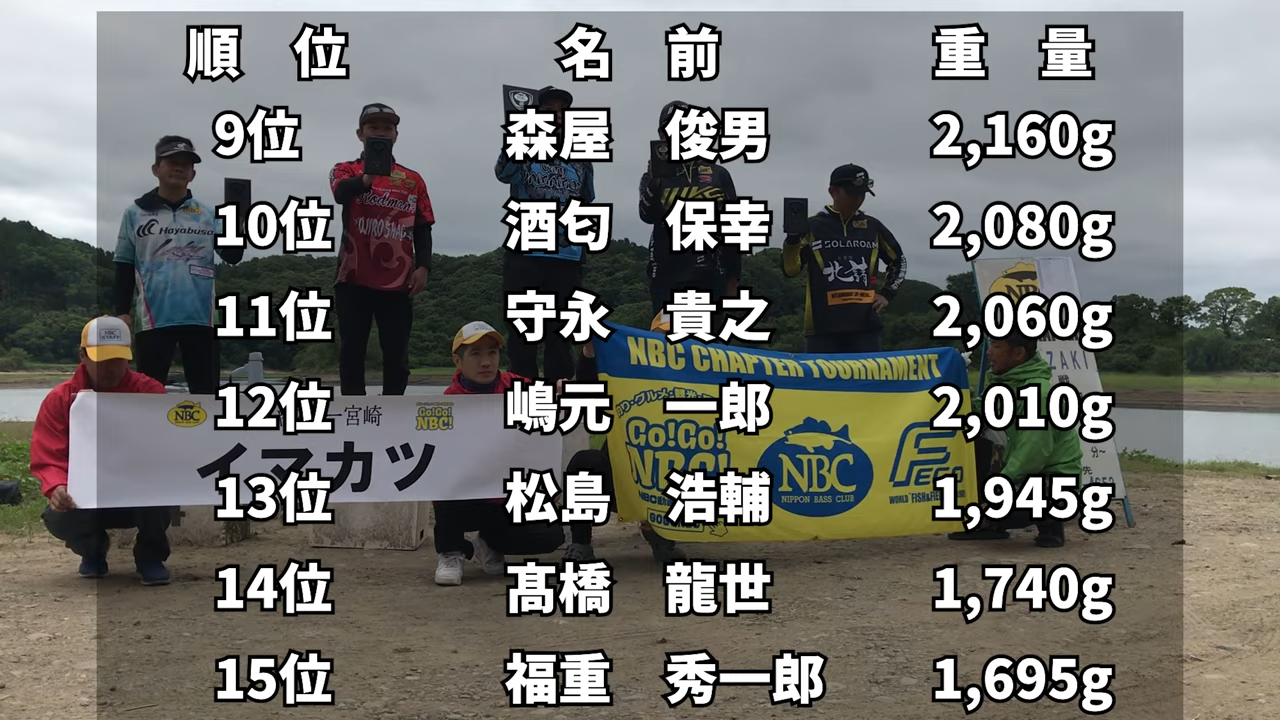 順 位 名 前 重 量
9位 森屋 俊男 2,160g
10位 酒匂 保幸 2,080g
11位 守永 貴之 2,060g
12位 嶋元 一郎 2,010g
13位 松島 浩輔 1,945g
14位 髙橋 龍世 1,740g
15位 福重 秀一郎 1,695g
Hayabusa
SOLAROAM
NBC CHAPTER TOURNAMENT
NBC
宮崎
Go!Go!
NBC!
イマカツ
Go!Go!
NBC!
NBC
NIPPON BASS CLUB
NB